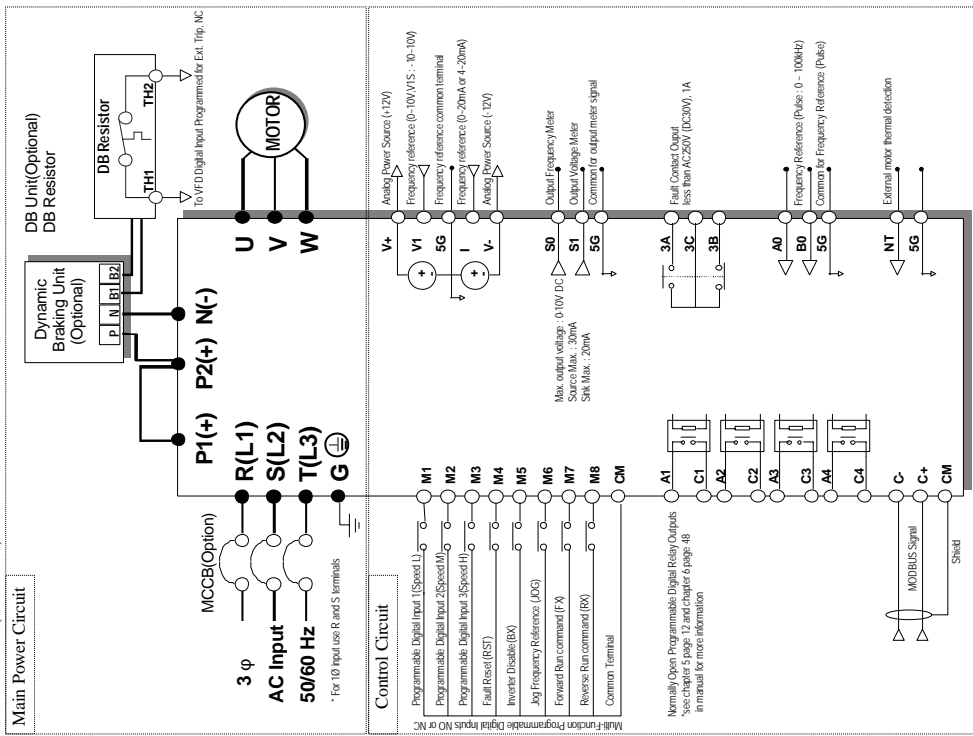 Main Power Circuit
DB Unit(Optional)
DB Resistor
Dynamic
Braking Unit
(Optional)
P N B1 B2
DB Resistor
TH1 TH2
To VFD Digital Input Programmed for Ext. Trip, NC
P1(+) P2(+) N(-)
MCCB(Option)
3 φ
AC Input
50/60 Hz
* For 1Ø input use R and S terminals
R(L1)
S(L2)
T(L3)
G
U
V
W
MOTOR
Control Circuit
Multi-Function Programmable Digital Inputs NO or NC
Programmable Digital Input 1(Speed L)
M1
Programmable Digital Input 2(Speed M)
M2
Programmable Digital Input 3(Speed H)
M3
Fault Reset (RST)
M4
Inverter Disable(BX)
M5
Jog Frequency Reference (JOG)
M6
Forward Run command (FX)
M7
Reverse Run command (RX)
M8
Common Terminal
CM
Normally Open Programmable Digital Relay Outputs
*see chapter 5 page 12 and chapter 6 page 48
in manual for more information
A1
C1
A2
C2
A3
C3
A4
C4
MODBUS Signal
C-
C+
CM
Shield
V+
Analog Power Source (+12V)
V1
Frequency reference (0~10V,V1S : -10~10V)
5G
Frequency reference common terminal
I
Frequency reference (0~20mA or 4~20mA)
V-
Analog Power Source (-12V)
+ -
+ -
Max. output voltage : 0-10V DC
Source Max. : 30mA
Sink Max. : 20mA
S0
Output Frequency Meter
S1
Output Voltage Meter
5G
Common for output meter signal
3A
3C
3B
Fault Contact Ouput
less than AC250V (DC30V), 1A
A0
Frequency Reference (Pulse : 0 ~ 100kHz)
B0
5G
Common for Frequency Reference (Pulse)
NT
External motor thermal detection
5G